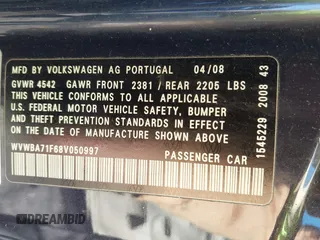 MFD BY VOLKSWAGEN AG PORTUGAL 04/08
GVWR 4542 GAWR FRONT 2381 / REAR 2205 LBS
THIS VEHICLE CONFORMS TO ALL APPLICABLE
U.S. FEDERAL MOTOR VEHICLE SAFETY, BUMPER
AND THEFT PREVENTION STANDARDS IN EFFECT
ON THE DATE OF MANUFACTURE SHOWN ABOVE
WVWBA71F68V050997
PASSENGER CAR
1545229 2008 43
DREAMBID